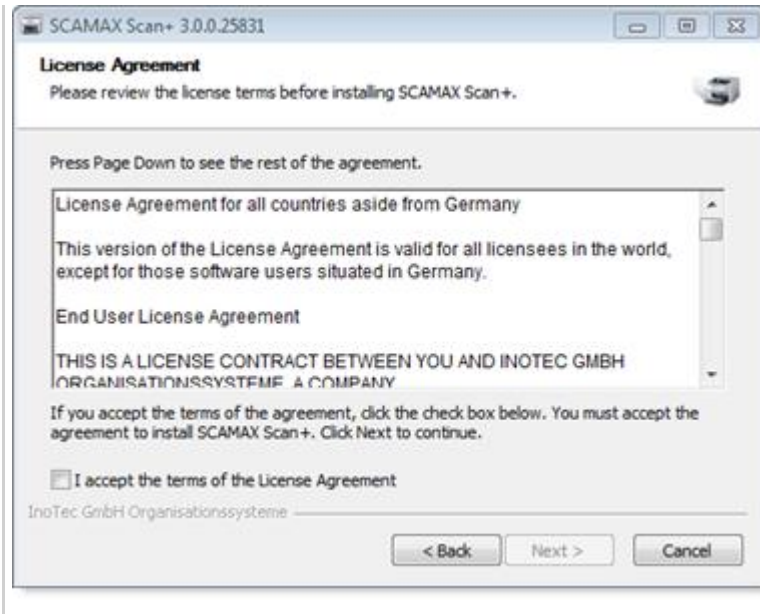 SCAMAX Scan+ 3.0.0.25831
License Agreement
Please review the license terms before installing SCAMAX Scan+.
Press Page Down to see the rest of the agreement.
License Agreement for all countries aside from Germany
This version of the License Agreement is valid for all licensees in the world,
except for those software users situated in Germany.
End User License Agreement
THIS IS A LICENSE CONTRACT BETWEEN YOU AND INOTEC GMBH
ORGANISATIONSSYSTEME, A COMPANY
If you accept the terms of the agreement, click the check box below. You must accept the
agreement to install SCAMAX Scan+. Click Next to continue.
I accept the terms of the License Agreement
InoTec GmbH Organisationssysteme
< Back Next > Cancel